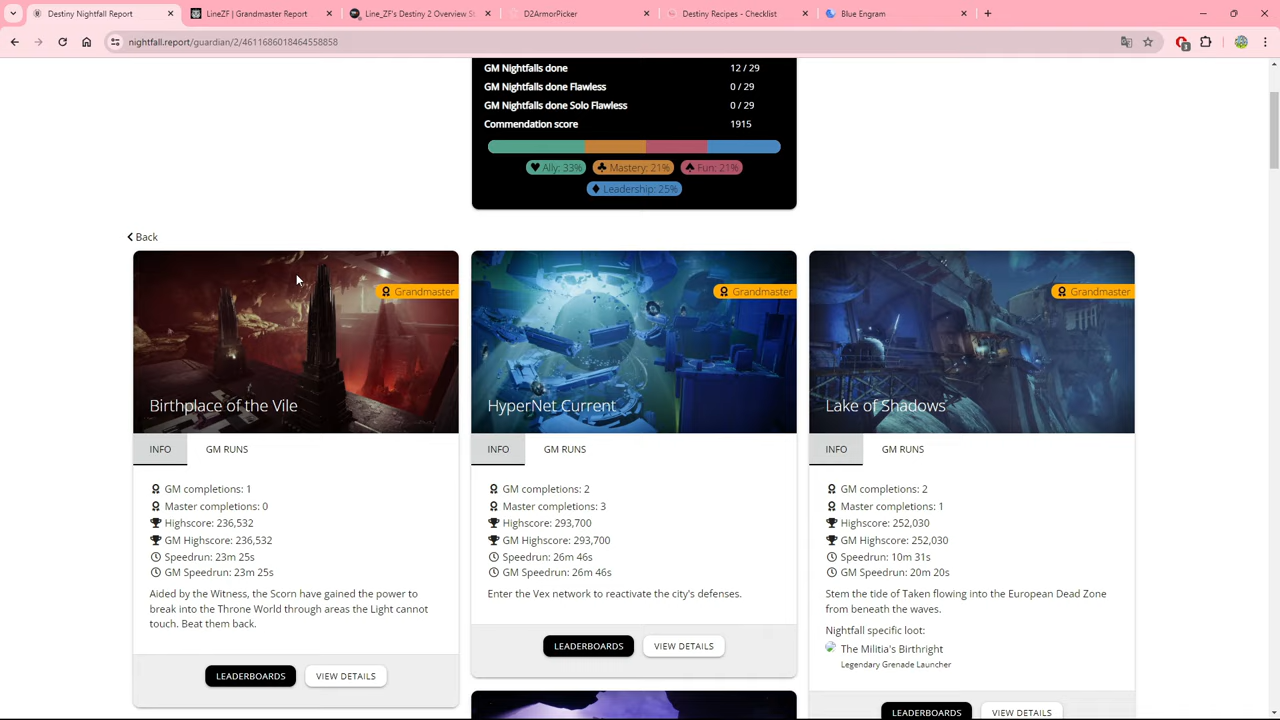 Destiny Nightfall Report
LineZF | Grandmaster Report
Line_ZF's Destiny 2 Overview St
D2ArmorPicker
Destiny Recipes - Checklist
Blue Engram
nightfall.report/guardian/2/4611686018464558858
GM Nightfalls done 12 / 29
GM Nightfalls done Flawless 0 / 29
GM Nightfalls done Solo Flawless 0 / 29
Commendation score 1915
Ally: 33% Mastery: 21% Fun: 21%
Leadership: 25%
Back
Grandmaster
Birthplace of the Vile
INFO GM RUNS
GM completions: 1
Master completions: 0
Highscore: 236,532
GM Highscore: 236,532
Speedrun: 23m 25s
GM Speedrun: 23m 25s
Aided by the Witness, the Scorn have gained the power to
break into the Throne World through areas the Light cannot
touch. Beat them back.
LEADERBOARDS VIEW DETAILS
Grandmaster
HyperNet Current
INFO GM RUNS
GM completions: 2
Master completions: 3
Highscore: 293,700
GM Highscore: 293,700
Speedrun: 26m 46s
GM Speedrun: 26m 46s
Enter the Vex network to reactivate the city's defenses.
LEADERBOARDS VIEW DETAILS
Grandmaster
Lake of Shadows
INFO GM RUNS
GM completions: 2
Master completions: 1
Highscore: 252,030
GM Highscore: 252,030
Speedrun: 10m 31s
GM Speedrun: 20m 20s
Stem the tide of Taken flowing into the European Dead Zone
from beneath the waves.
Nightfall specific loot:
The Militia's Birthright
Legendary Grenade Launcher
LEADERBOARDS VIEW DETAILS